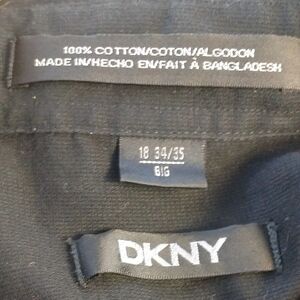 100% COTTON/COTON/ALGODON
MADE IN/HECHO EN/FAIT À BANGLADESH
18 34/35
BIG
DKNY